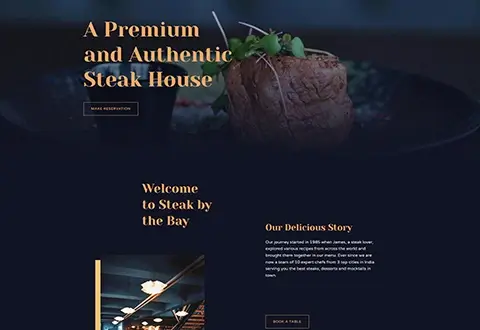 A Premium
and Authentic
Steak House
MAKE RESERVATION
Welcome
to Steak by
the Bay
Our Delicious Story
Our journey started in 1985 when James, a steak lover,
explored various recipes from across the world and
brought them together in our menu. Ever since we are
now a team of 10 expert chefs from 3 top cities in India
serving you the best steaks, desserts and mocktails in
town.
BOOK A TABLE